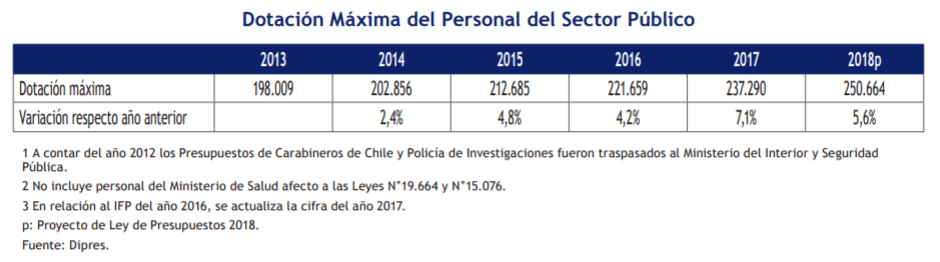 Dotación Máxima del Personal del Sector Público
2013 2014 2015 2016 2017 2018p
Dotación máxima 198.009 202.856 212.685 221.659 237.290 250.664
Variación respecto año anterior 2,4% 4,8% 4,2% 7,1% 5,6%
1 A contar del año 2012 los Presupuestos de Carabineros de Chile y Policía de Investigaciones fueron traspasados al Ministerio del Interior y Seguridad
Pública.
2 No incluye personal del Ministerio de Salud afecto a las Leyes N°19.664 y N°15.076.
3 En relación al IFP del año 2016, se actualiza la cifra del año 2017.
p: Proyecto de Ley de Presupuestos 2018.
Fuente: Dipres.